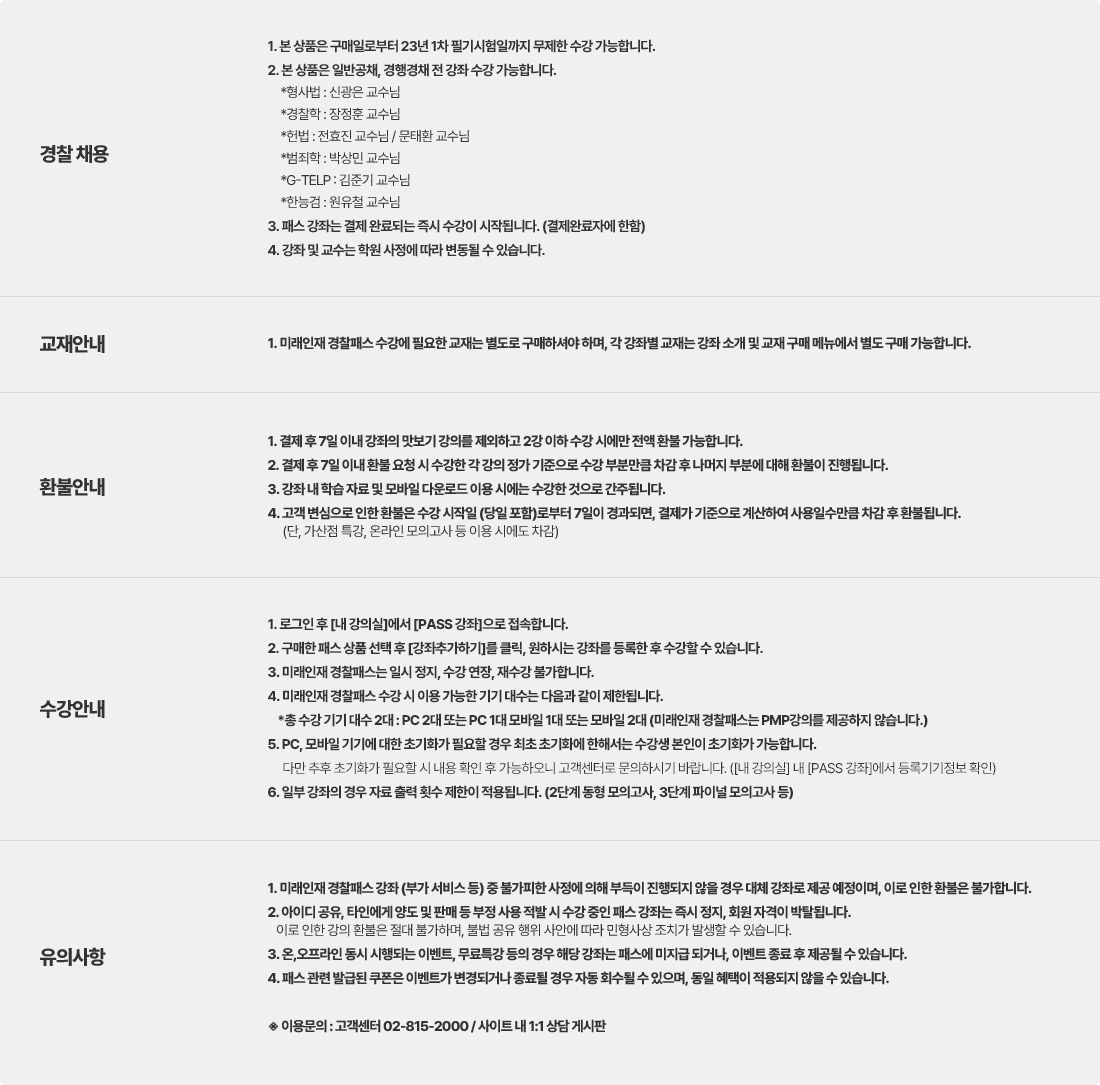 경찰 채용
1. 본 상품은 구매일로부터 23년 1차 필기시험일까지 무제한 수강 가능합니다.
2. 본 상품은 일반공채, 경행경채 전 강좌 수강 가능합니다.
*형사법 : 신광은 교수님
*경찰학 : 장정훈 교수님
*헌법 : 전효진 교수님 / 문태환 교수님
*범죄학 : 박상민 교수님
*G-TELP : 김준기 교수님
*한능검 : 원유철 교수님
3. 패스 강좌는 결제 완료되는 즉시 수강이 시작됩니다. (결제완료자에 한함)
4. 강좌 및 교수는 학원 사정에 따라 변동될 수 있습니다.
교재안내
1. 미래인재 경찰패스 수강에 필요한 교재는 별도로 구매하셔야 하며, 각 강좌별 교재는 강좌 소개 및 교재 구매 메뉴에서 별도 구매 가능합니다.
환불안내
1. 결제 후 7일 이내 강좌의 맛보기 강의를 제외하고 2강 이하 수강 시에만 전액 환불 가능합니다.
2. 결제 후 7일 이내 환불 요청 시 수강한 각 강의 정가 기준으로 수강 부분만큼 차감 후 나머지 부분에 대해 환불이 진행됩니다.
3. 강좌 내 학습 자료 및 모바일 다운로드 이용 시에는 수강한 것으로 간주됩니다.
4. 고객 변심으로 인한 환불은 수강 시작일 (당일 포함)로부터 7일이 경과되면, 결제가 기준으로 계산하여 사용일수만큼 차감 후 환불됩니다.
(단, 가산점 특강, 온라인 모의고사 등 이용 시에도 차감)
수강안내
1. 로그인 후 [내 강의실]에서 [PASS 강좌]으로 접속합니다.
2. 구매한 패스 상품 선택 후 [강좌추가하기]를 클릭, 원하시는 강좌를 등록한 후 수강할 수 있습니다.
3. 미래인재 경찰패스는 일시 정지, 수강 연장, 재수강 불가합니다.
4. 미래인재 경찰패스 수강 시 이용 가능한 기기 대수는 다음과 같이 제한됩니다.
*총 수강 기기 대수 2대 : PC 2대 또는 PC 1대 모바일 1대 또는 모바일 2대 (미래인재 경찰패스는 PMP강의를 제공하지 않습니다.)
5. PC, 모바일 기기에 대한 초기화가 필요할 경우 최초 초기화에 한해서는 수강생 본인이 초기화가 가능합니다.
다만 추후 초기화가 필요할 시 내용 확인 후 가능하오니 고객센터로 문의하시기 바랍니다. ([내 강의실] 내 [PASS 강좌]에서 등록기기정보 확인)
6. 일부 강좌의 경우 자료 출력 횟수 제한이 적용됩니다. (2단계 동형 모의고사, 3단계 파이널 모의고사 등)
유의사항
1. 미래인재 경찰패스 강좌 (부가 서비스 등) 중 불가피한 사정에 의해 부득이 진행되지 않을 경우 대체 강좌로 제공 예정이며, 이로 인한 환불은 불가합니다.
2. 아이디 공유, 타인에게 양도 및 판매 등 부정 사용 적발 시 수강 중인 패스 강좌는 즉시 정지, 회원 자격이 박탈됩니다.
이로 인한 강의 환불은 절대 불가하며, 불법 공유 행위 사안에 따라 민형사상 조치가 발생할 수 있습니다.
3. 온,오프라인 동시 시행되는 이벤트, 무료특강 등의 경우 해당 강좌는 패스에 미지급 되거나, 이벤트 종료 후 제공될 수 있습니다.
4. 패스 관련 발급된 쿠폰은 이벤트가 변경되거나 종료될 경우 자동 회수될 수 있으며, 동일 혜택이 적용되지 않을 수 있습니다.
※ 이용문의 : 고객센터 02-815-2000 / 사이트 내 1:1 상담 게시판